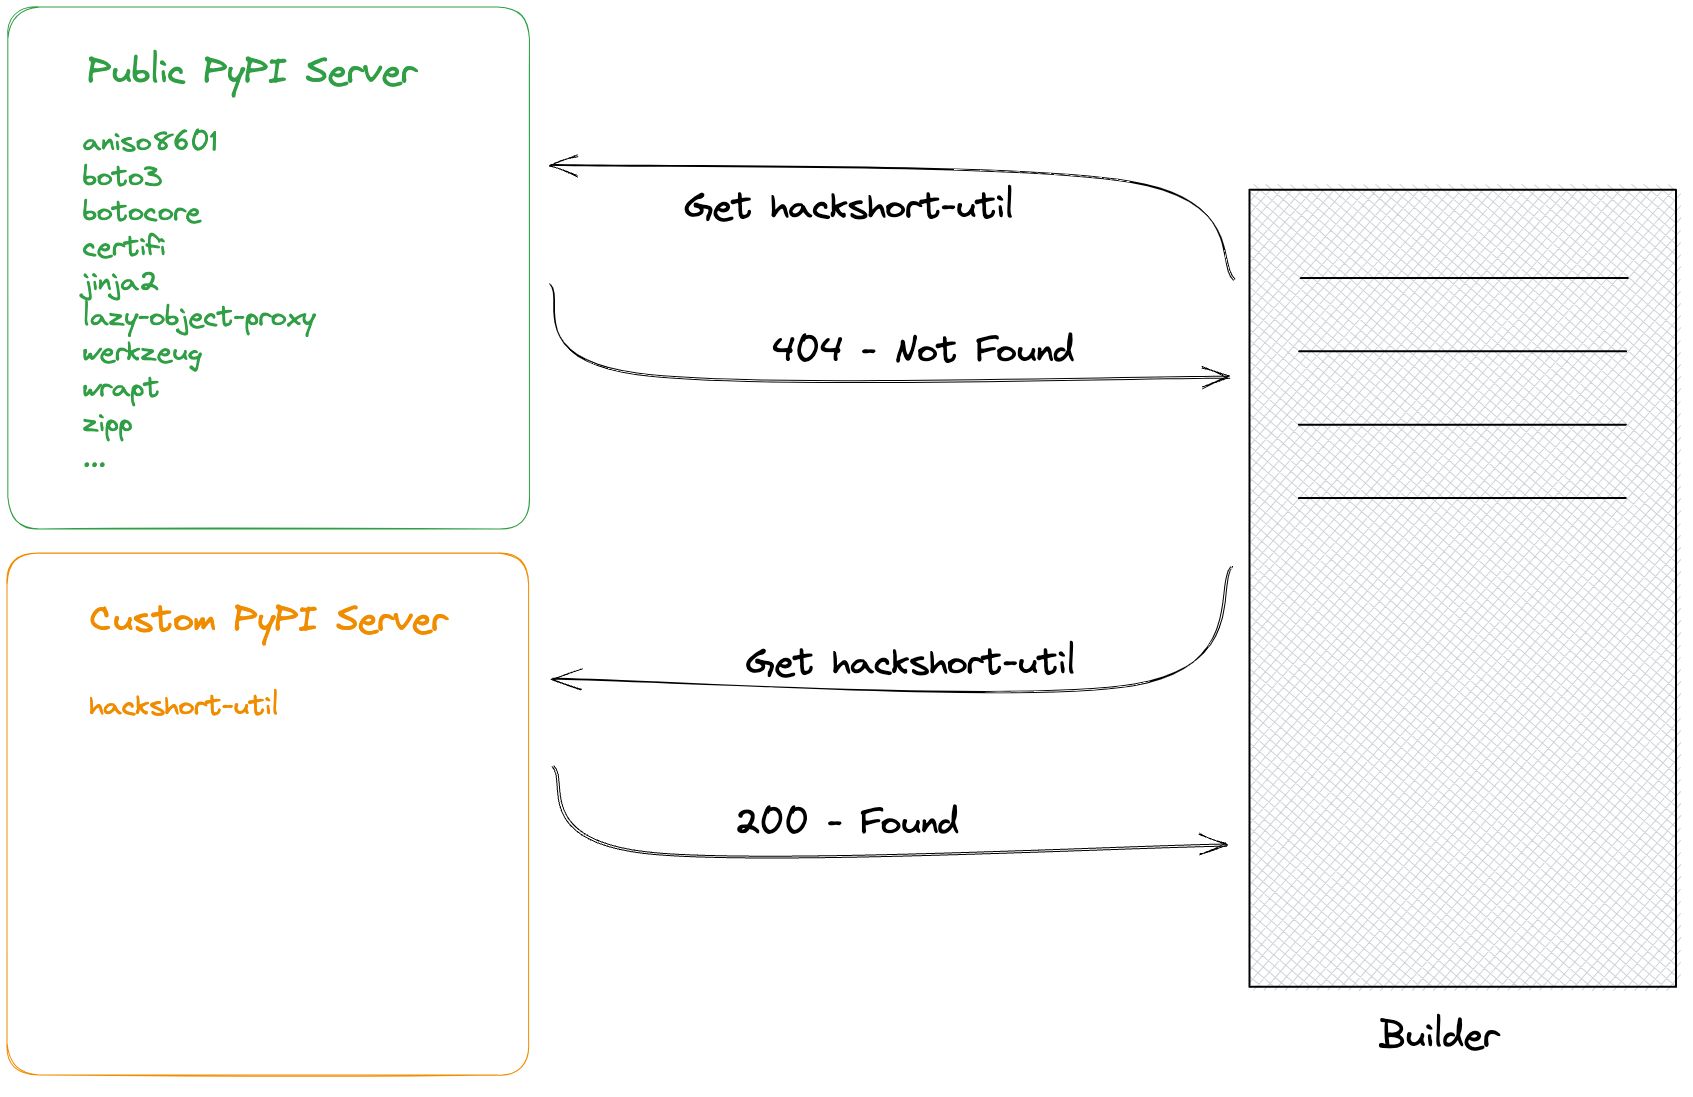 Public PyPI Server
aniso8601
boto3
botocore
certifi
jinja2
lazy-object-proxy
werkzeug
wrapt
zipp
...
Get hackshort-util
404 - Not Found
Custom PyPI Server
hackshort-util
Get hackshort-util
200 - Found
Builder